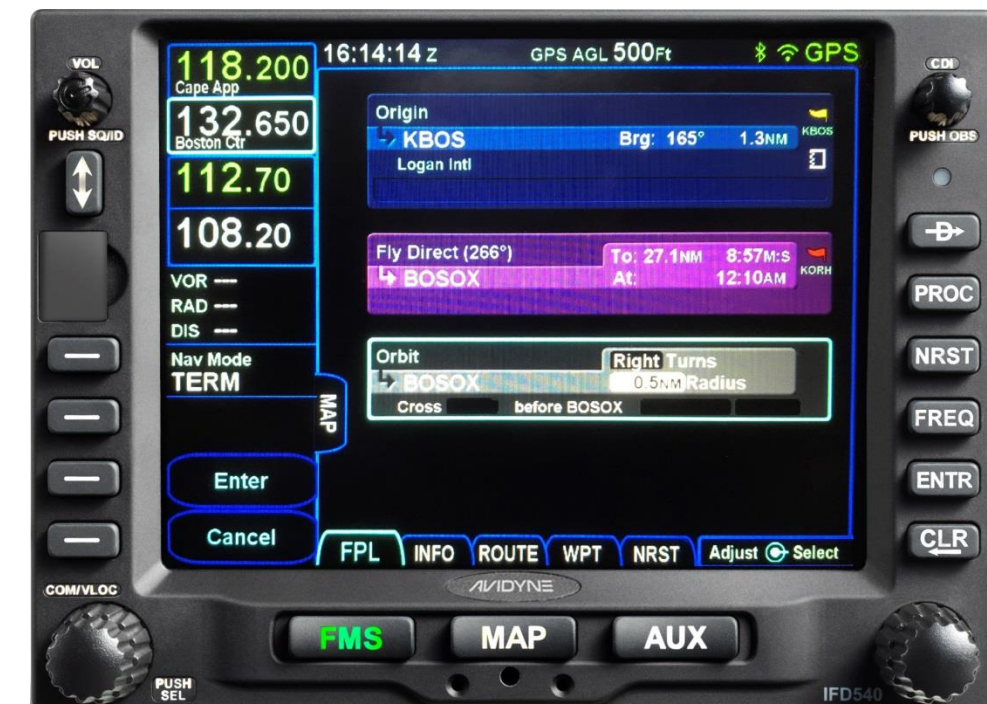 VOL
PUSH SQ/ID
118.200
Cape App
132.650
Boston Ctr
112.70
108.20
VOR ---
RAD ---
DIS ---
Nav Mode
TERM
MAP
Enter
Cancel
16:14:14 Z GPS AGL 500FT GPS
Origin
KBOS Brg: 165° 1.3NM KBOS
Logan Intl
Fly Direct (266°) To: 27.1NM 8:57M:S
BOSOX At: 12:10AM KORH
Orbit Right Turns
BOSOX 0.5NM Radius
Cross before BOSOX
FPL INFO ROUTE WPT NRST Adjust Select
CDI
PUSH OBS
D
PROC
NRST
FREQ
ENTR
CLR
COM/VLOC
PUSH
SEL
AVIDYNE
FMS MAP AUX
IFD540